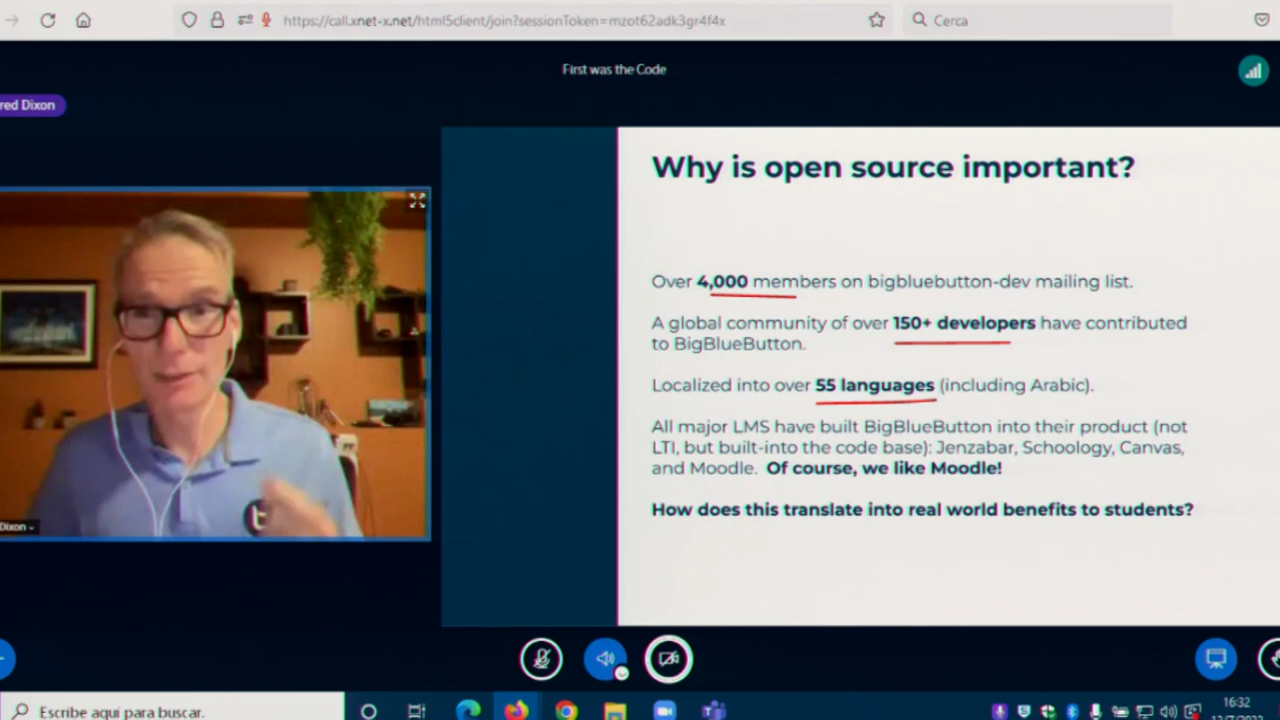 https://call.xnet-x.net/html5client/join?sessionToken=mzot62adk3gr4f4x
Cerca
First was the Code
red Dixon
Why is open source important?
Over 4,000 members on bigbluebutton-dev mailing list.
A global community of over 150+ developers have contributed
to BigBlueButton.
Localized into over 55 languages (including Arabic).
All major LMS have built BigBlueButton into their product (not
LTI, but built-into the code base): Jenzabar, Schoology, Canvas,
and Moodle. Of course, we like Moodle!
How does this translate into real world benefits to students?
Dixon
b
Escribe aquí para buscar.
16:32